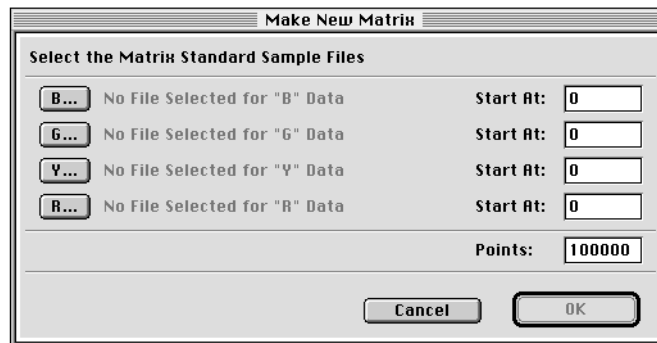 Make New Matrix
Select the Matrix Standard Sample Files
B... No File Selected for "B" Data Start At: 0
G... No File Selected for "G" Data Start At: 0
Y... No File Selected for "Y" Data Start At: 0
R... No File Selected for "R" Data Start At: 0
Points: 100000
Cancel OK